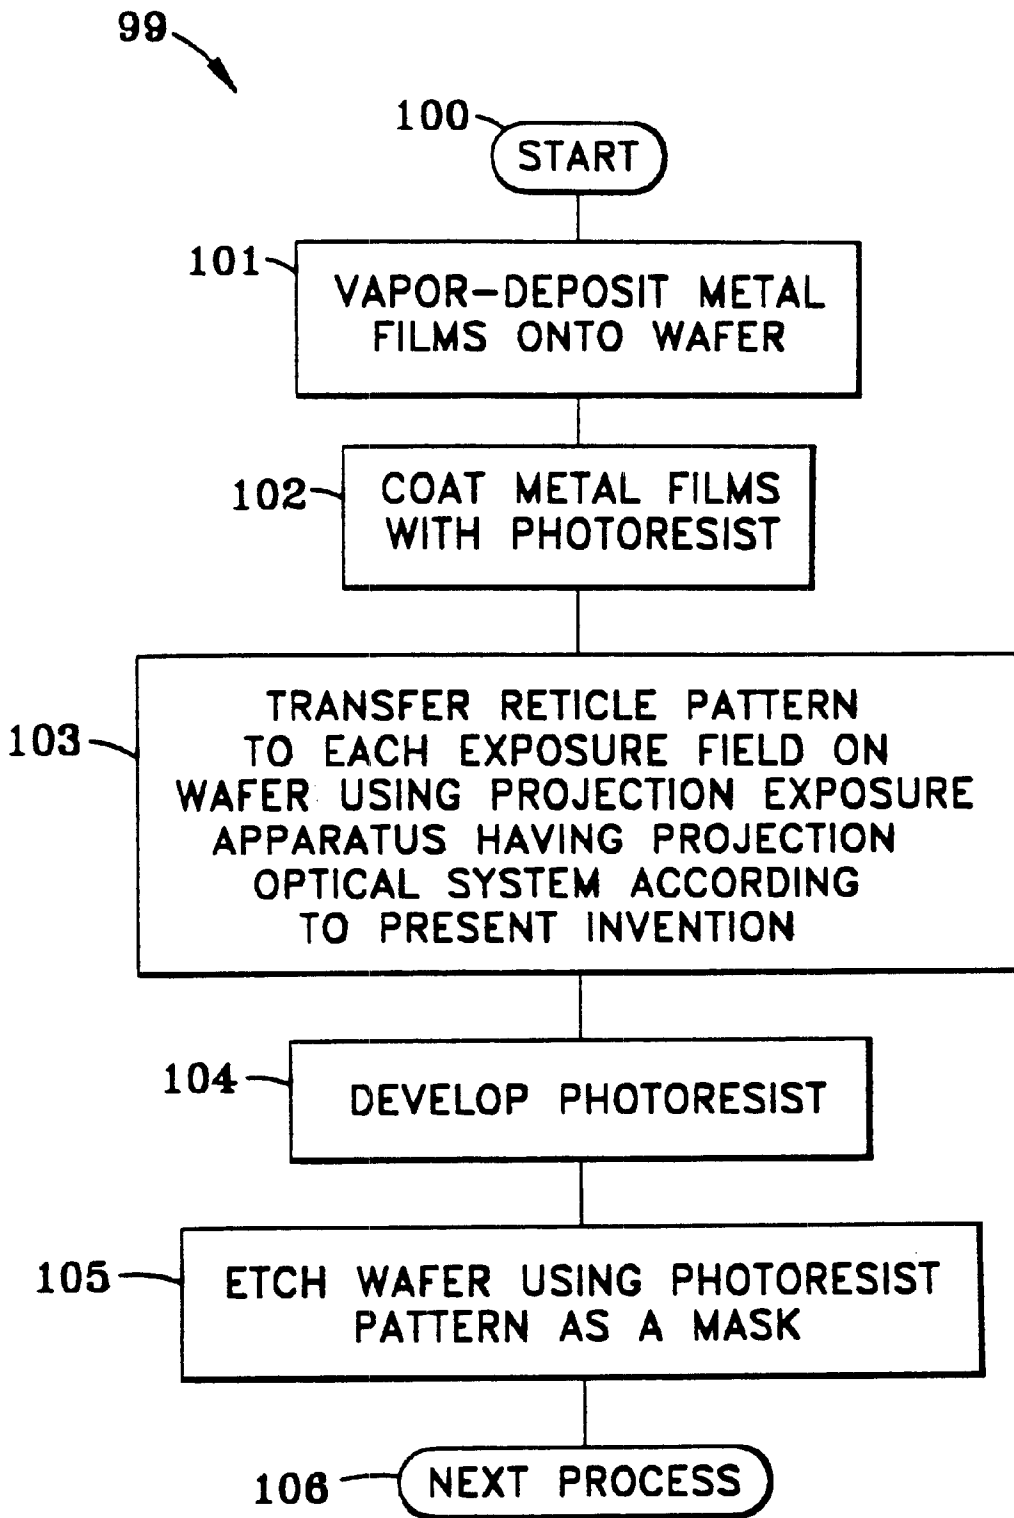 99
100
START
101
VAPOR-DEPOSIT METAL
FILMS ONTO WAFER
102
COAT METAL FILMS
WITH PHOTORESIST
103
TRANSFER RETICLE PATTERN
TO EACH EXPOSURE FIELD ON
WAFER USING PROJECTION EXPOSURE
APPARATUS HAVING PROJECTION
OPTICAL SYSTEM ACCORDING
TO PRESENT INVENTION
104
DEVELOP PHOTORESIST
105
ETCH WAFER USING PHOTORESIST
PATTERN AS A MASK
106
NEXT PROCESS